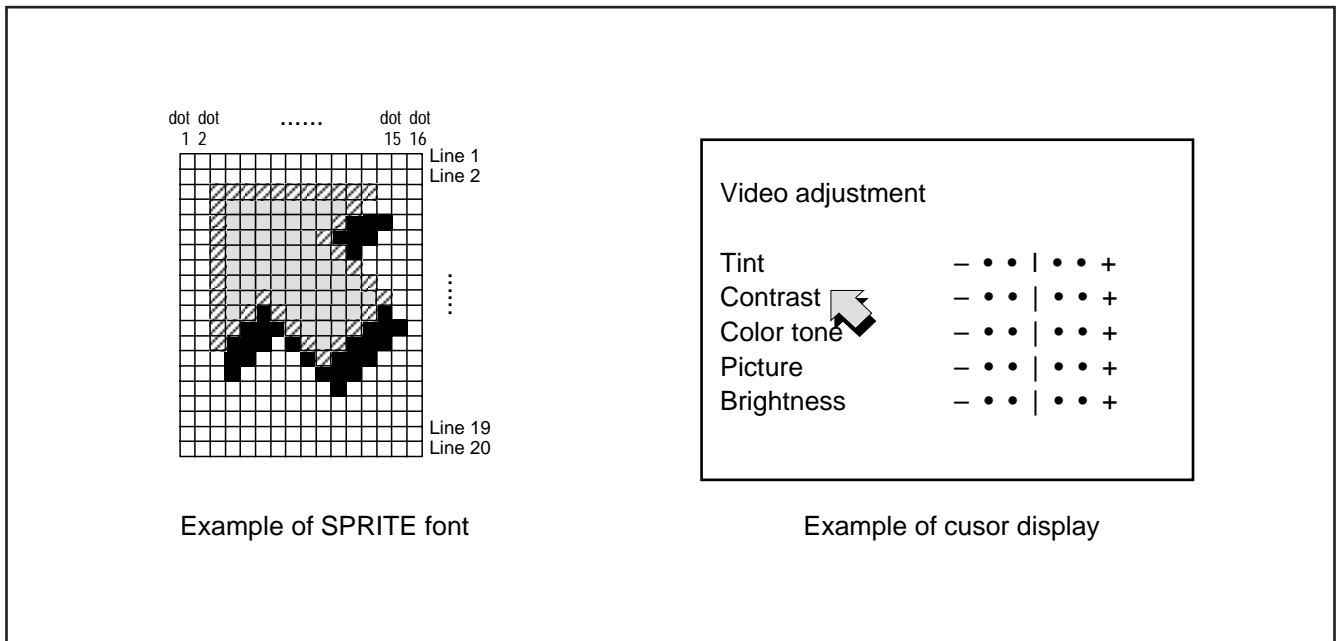 dot dot ...... dot dot
1 2 15 16
Line 1
Line 2
......
Line 19
Line 20
Example of SPRITE font
Video adjustment
Tint – • • | • • +
Contrast – • • | • • +
Color tone – • • | • • +
Picture – • • | • • +
Brightness – • • | • • +
Example of cusor display